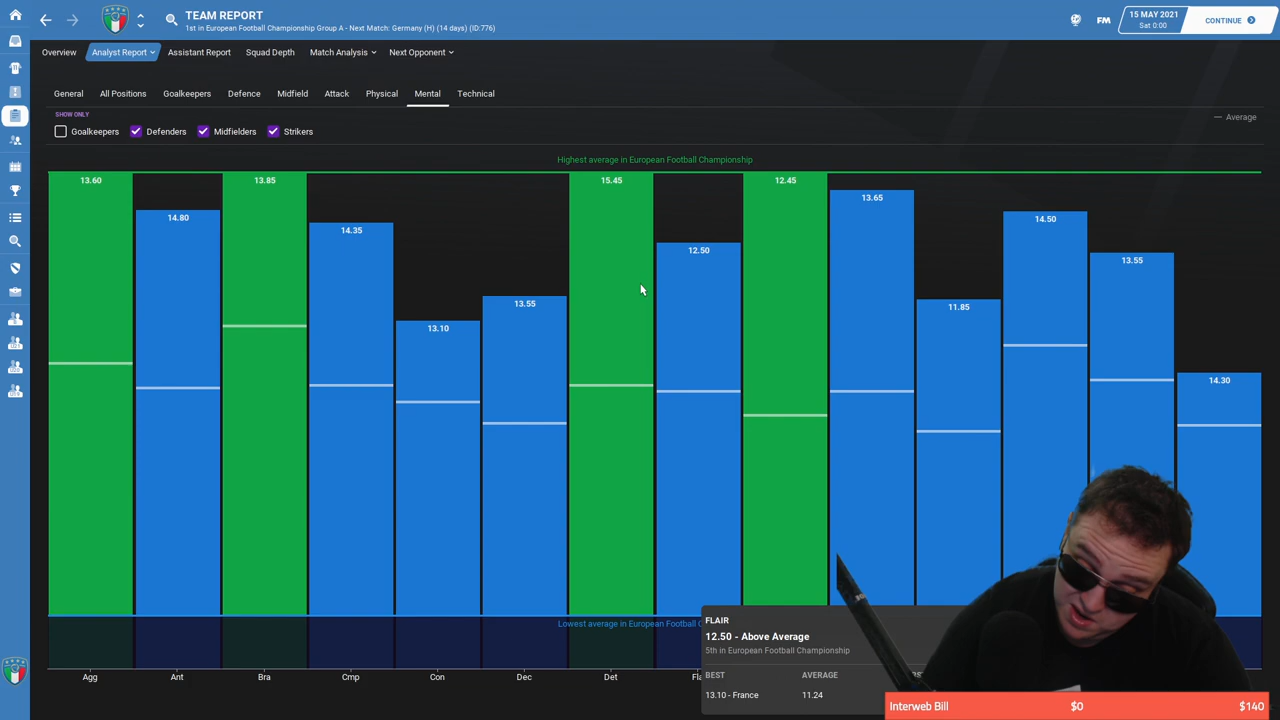 TEAM REPORT
1st in European Football Championship Group A - Next Match: Germany (H) (14 days) (ID:776)
FM
15 MAY 2021
Sat 0:00
CONTINUE
Overview
Analyst Report
Assistant Report
Squad Depth
Match Analysis
Next Opponent
General
All Positions
Goalkeepers
Defence
Midfield
Attack
Physical
Mental
Technical
SHOW ONLY
Goalkeepers
Defenders
Midfielders
Strikers
Average
Highest average in European Football Championship
13.60
14.80
13.85
14.35
13.10
13.55
15.45
12.50
12.45
13.65
11.85
14.50
13.55
14.30
Lowest average in European Football
Agg
Ant
Bra
Cmp
Con
Dec
Det
FLAIR
12.50 - Above Average
5th in European Football Championship
BEST
AVERAGE
13.10 - France
11.24
Interweb Bill
$0
$140